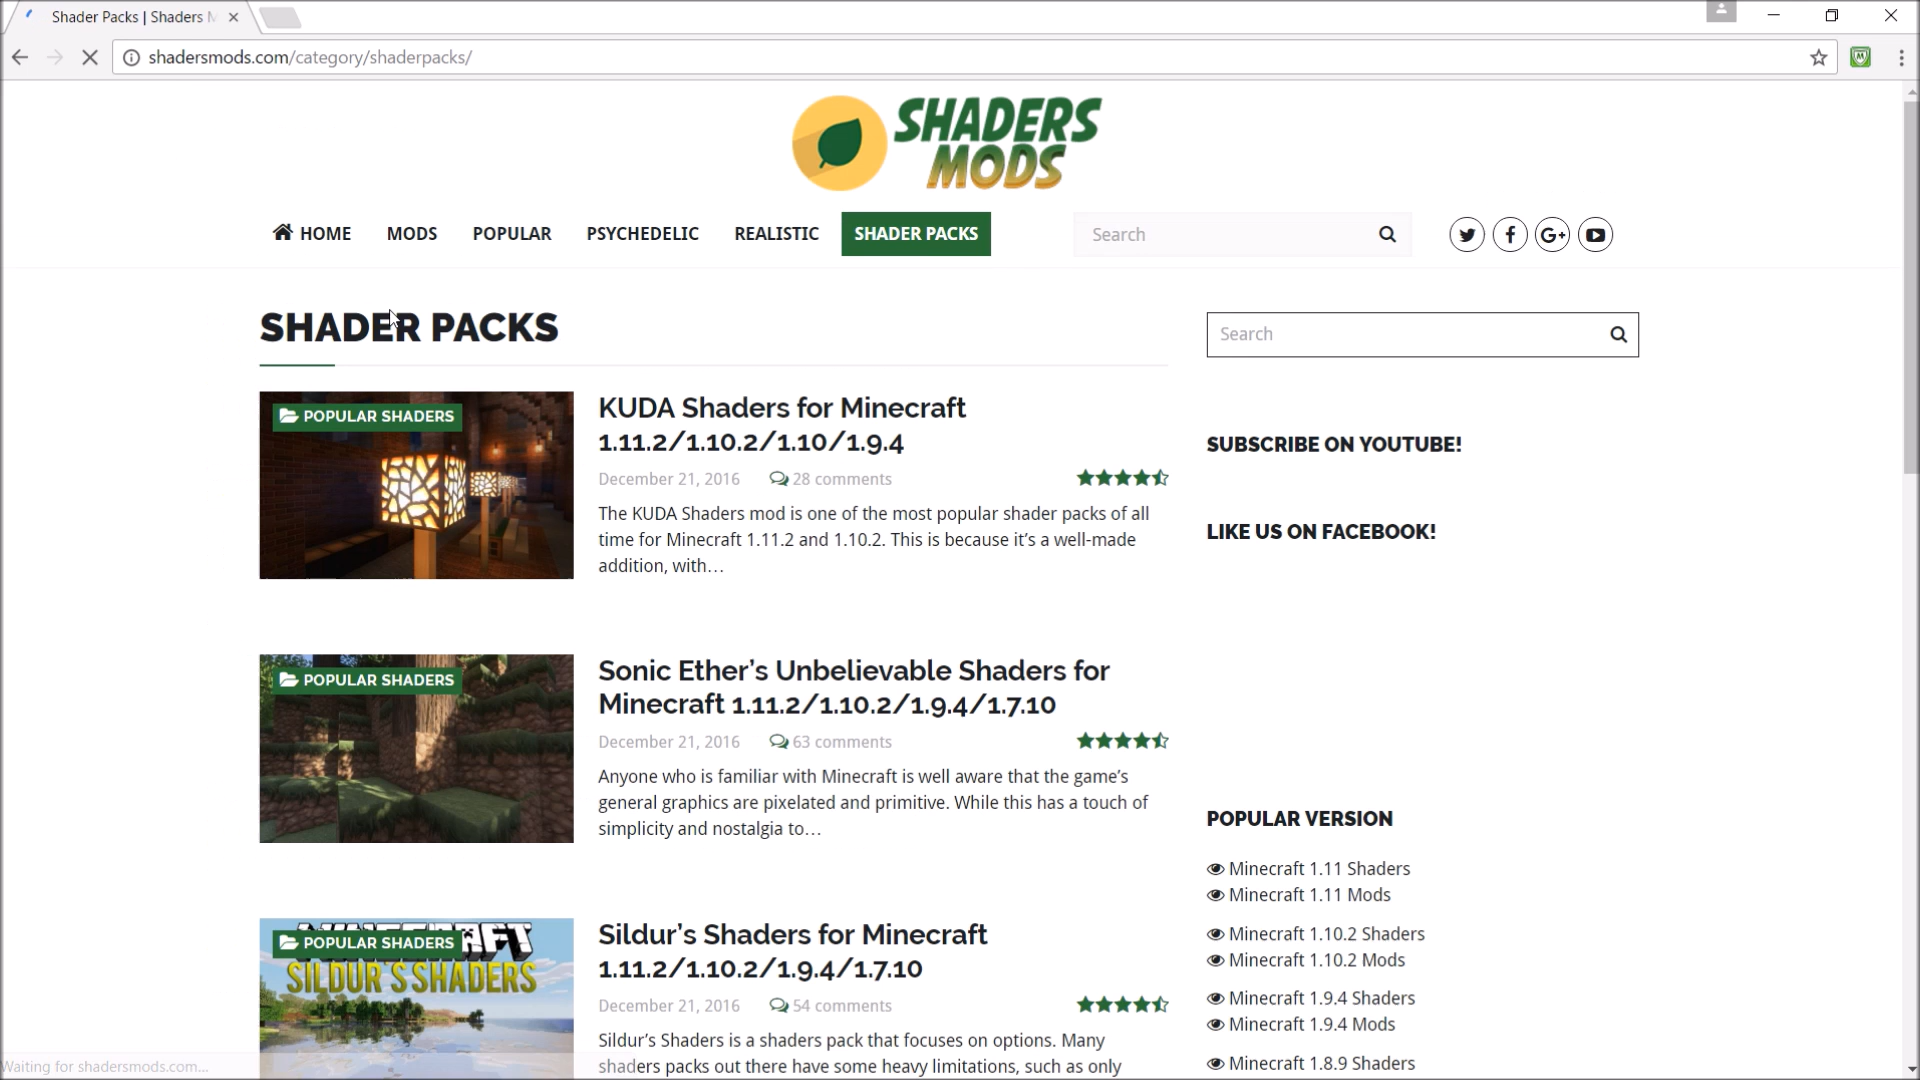 Shader Packs | Shaders M
shadersmods.com/category/shaderpacks/
SHADERS
MODS
HOME
MODS
POPULAR
PSYCHEDELIC
REALISTIC
SHADER PACKS
Search
SHADER PACKS
Search
POPULAR SHADERS
KUDA Shaders for Minecraft
1.11.2/1.10.2/1.10/1.9.4
December 21, 2016 28 comments
The KUDA Shaders mod is one of the most popular shader packs of all
time for Minecraft 1.11.2 and 1.10.2. This is because it's a well-made
addition, with…
POPULAR SHADERS
Sonic Ether's Unbelievable Shaders for
Minecraft 1.11.2/1.10.2/1.9.4/1.7.10
December 21, 2016 63 comments
Anyone who is familiar with Minecraft is well aware that the game's
general graphics are pixelated and primitive. While this has a touch of
simplicity and nostalgia to…
POPULAR SHADERS
SILDUR'S SHADERS
Sildur's Shaders for Minecraft
1.11.2/1.10.2/1.9.4/1.7.10
December 21, 2016 54 comments
Sildur's Shaders is a shaders pack that focuses on options. Many
shaders packs out there have some heavy limitations, such as only
SUBSCRIBE ON YOUTUBE!
LIKE US ON FACEBOOK!
POPULAR VERSION
Minecraft 1.11 Shaders
Minecraft 1.11 Mods
Minecraft 1.10.2 Shaders
Minecraft 1.10.2 Mods
Minecraft 1.9.4 Shaders
Minecraft 1.9.4 Mods
Minecraft 1.8.9 Shaders
Waiting for shadersmods.com...